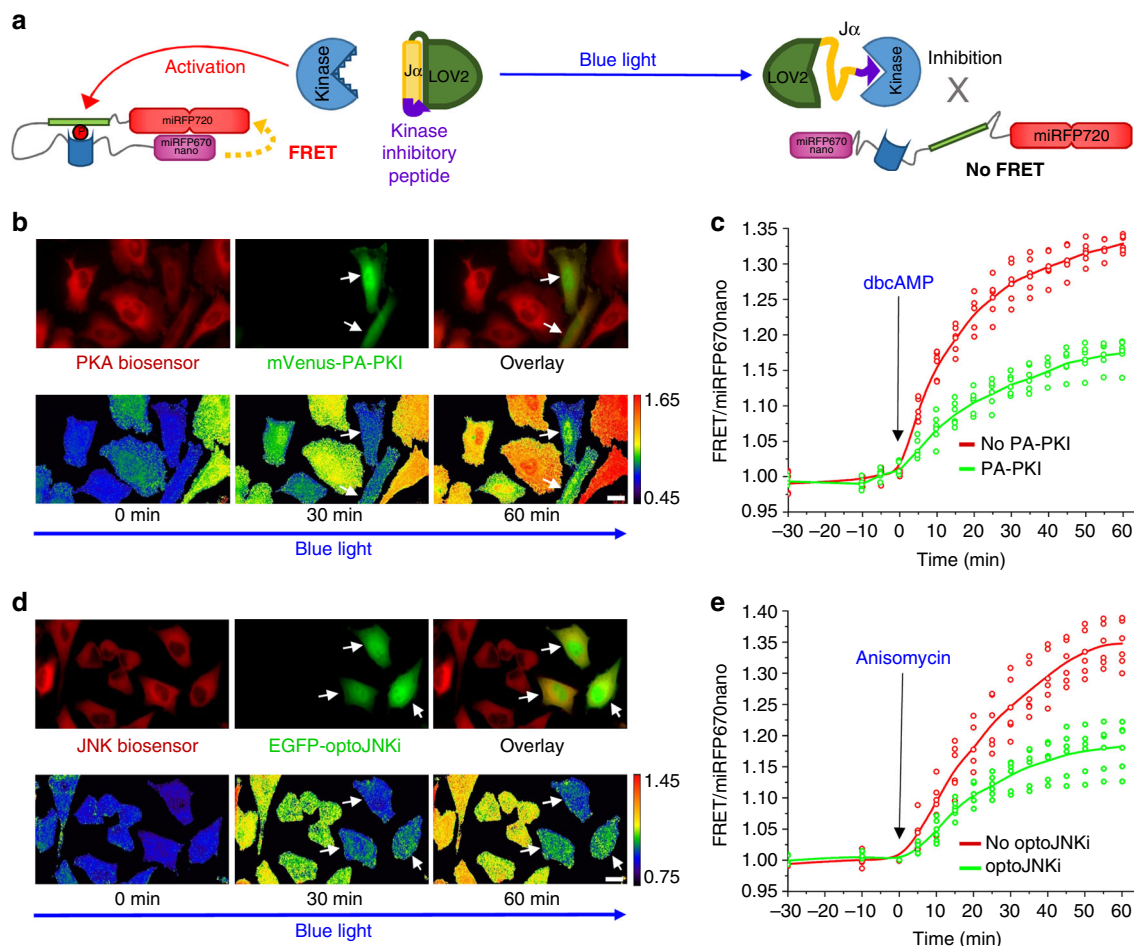 a
Activation
Kinase
Jα
LOV2
Blue light
Jα
LOV2
Kinase
Inhibition
X
P
miRFP720
miRFP670
nano
FRET
Kinase
inhibitory
peptide
miRFP670
nano
miRFP720
No FRET
b
PKA biosensor
mVenus-PA-PKI
Overlay
1.65
0.45
0 min
30 min
60 min
Blue light
c
FRET/miRFP670nano
1.35
1.30
1.25
1.20
1.15
1.10
1.05
1.00
0.95
dbcAMP
No PA-PKI
PA-PKI
−30 −20 −10 0 10 20 30 40 50 60
Time (min)
d
JNK biosensor
EGFP-optoJNKi
Overlay
1.45
0.75
0 min
30 min
60 min
Blue light
e
FRET/miRFP670nano
1.40
1.35
1.30
1.25
1.20
1.15
1.10
1.05
1.00
0.95
Anisomycin
No optoJNKi
optoJNKi
−30 −20 −10 0 10 20 30 40 50 60
Time (min)